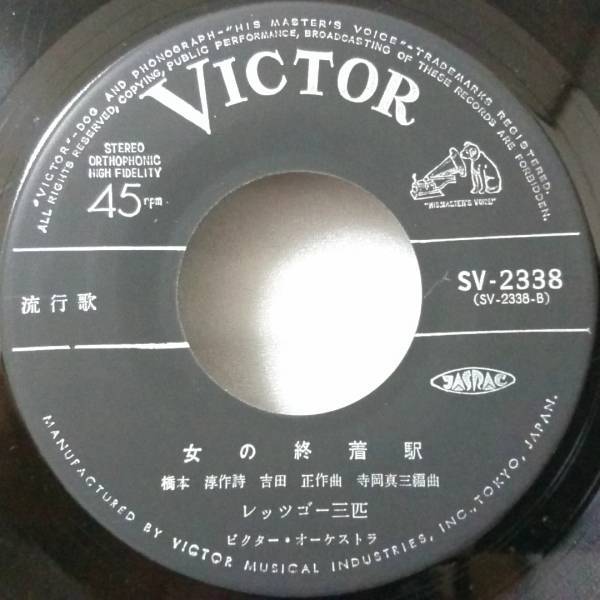 "VICTOR"-DOG AND PHONOGRAPH-"HIS MASTER'S VOICE"-TRADEMARKS REGISTERED.
ALL RIGHTS RESERVED, COPYING, PUBLIC PERFORMANCE, BROADCASTING OF THESE RECORDS ARE FORBIDDEN.
VICTOR
STEREO
ORTHOPHONIC
HIGH FIDELITY
45 rpm
"HIS MASTER'S VOICE"
流行歌
SV-2338
(SV-2338-B)
JASRAC
女の終着駅
橋本 淳作詩 吉田 正作曲 寺岡真三編曲
レッツゴー三匹
ビクター・オーケストラ
MANUFACTURED BY VICTOR MUSICAL INDUSTRIES, INC., TOKYO, JAPAN.